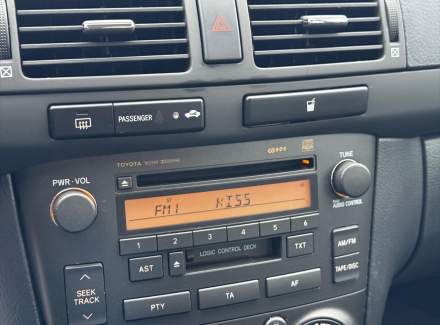 PASSENGER
TOYOTA
PWR·VOL
TUNE
FM1 KISS
AUDIO CONTROL
1 2 3 4 5 6
AST
LOGIC CONTROL DECK
TXT
AM/FM
TAPE/DISC
SEEK
TRACK
PTY
TA
AF